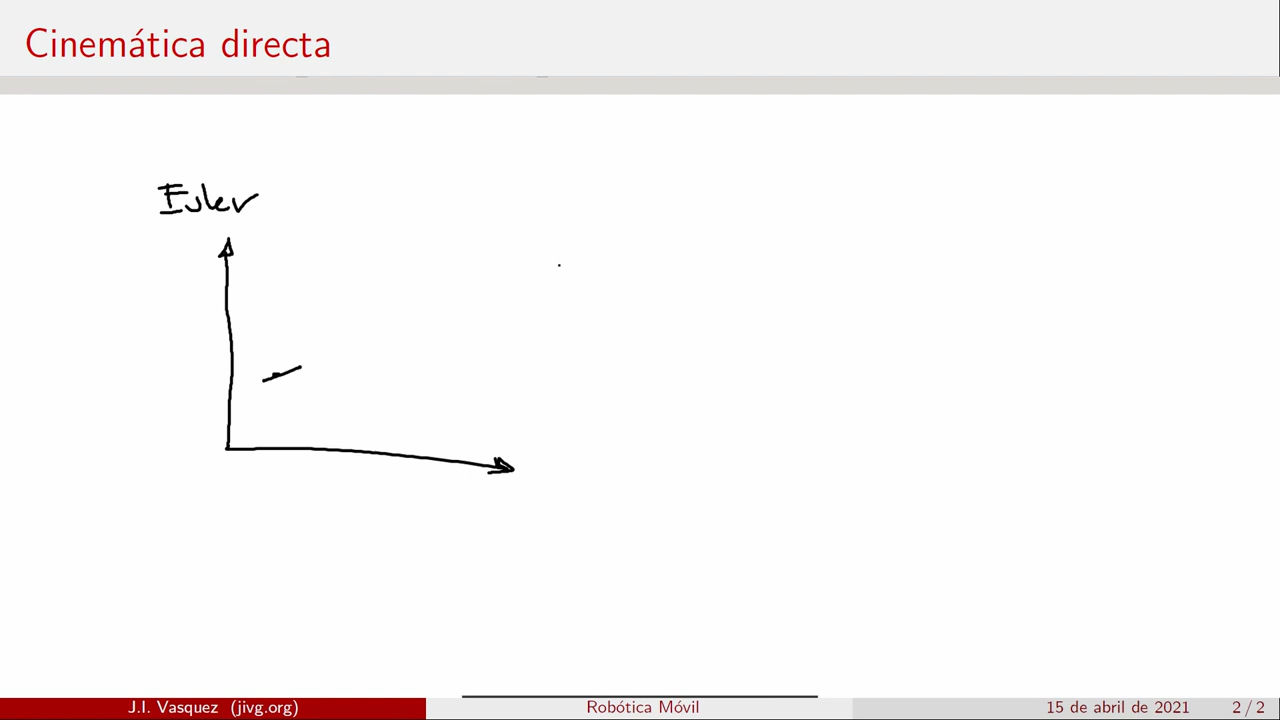 Cinemática directa
Euler
J.I. Vasquez (jivg.org)
Robótica Móvil
15 de abril de 2021
2 / 2